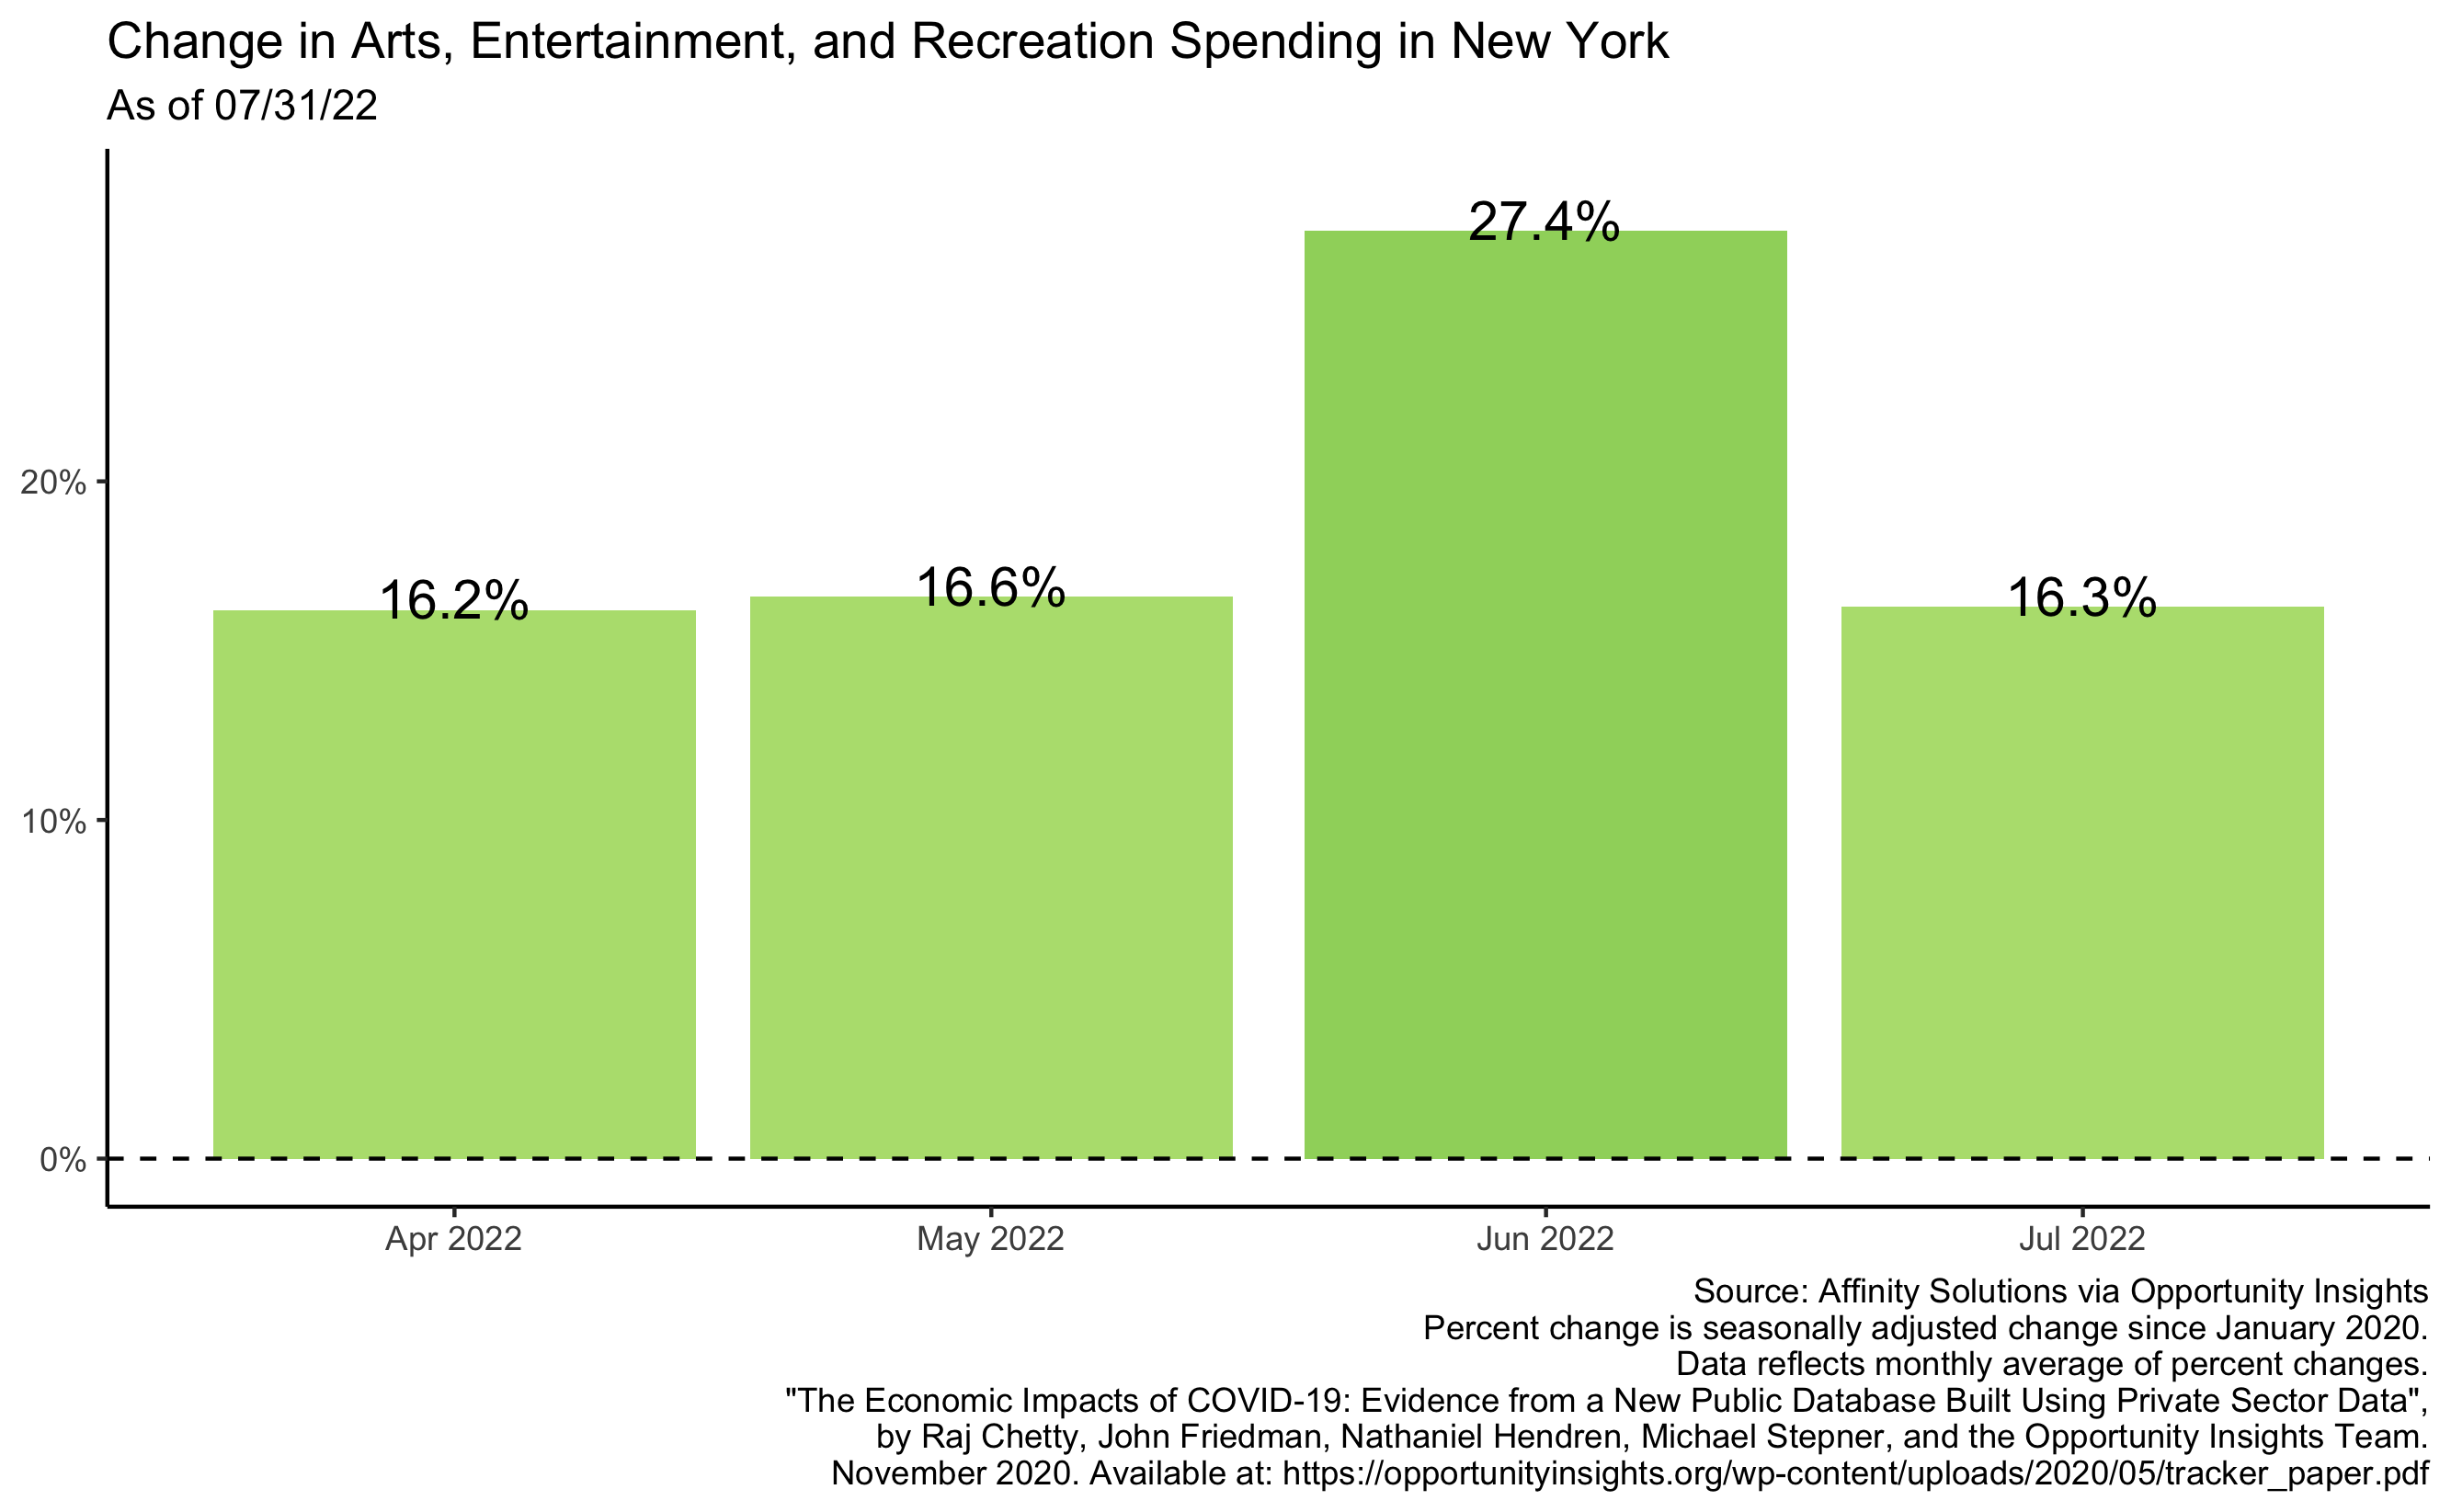 Change in Arts, Entertainment, and Recreation Spending in New York
As of 07/31/22
27.4%
20%
16.2%
16.6%
16.3%
10%
0%
Apr 2022
May 2022
Jun 2022
Jul 2022
Source: Affinity Solutions via Opportunity Insights
Percent change is seasonally adjusted change since January 2020.
Data reflects monthly average of percent changes.
"The Economic Impacts of COVID-19: Evidence from a New Public Database Built Using Private Sector Data",
by Raj Chetty, John Friedman, Nathaniel Hendren, Michael Stepner, and the Opportunity Insights Team.
November 2020. Available at: https://opportunityinsights.org/wp-content/uploads/2020/05/tracker_paper.pdf